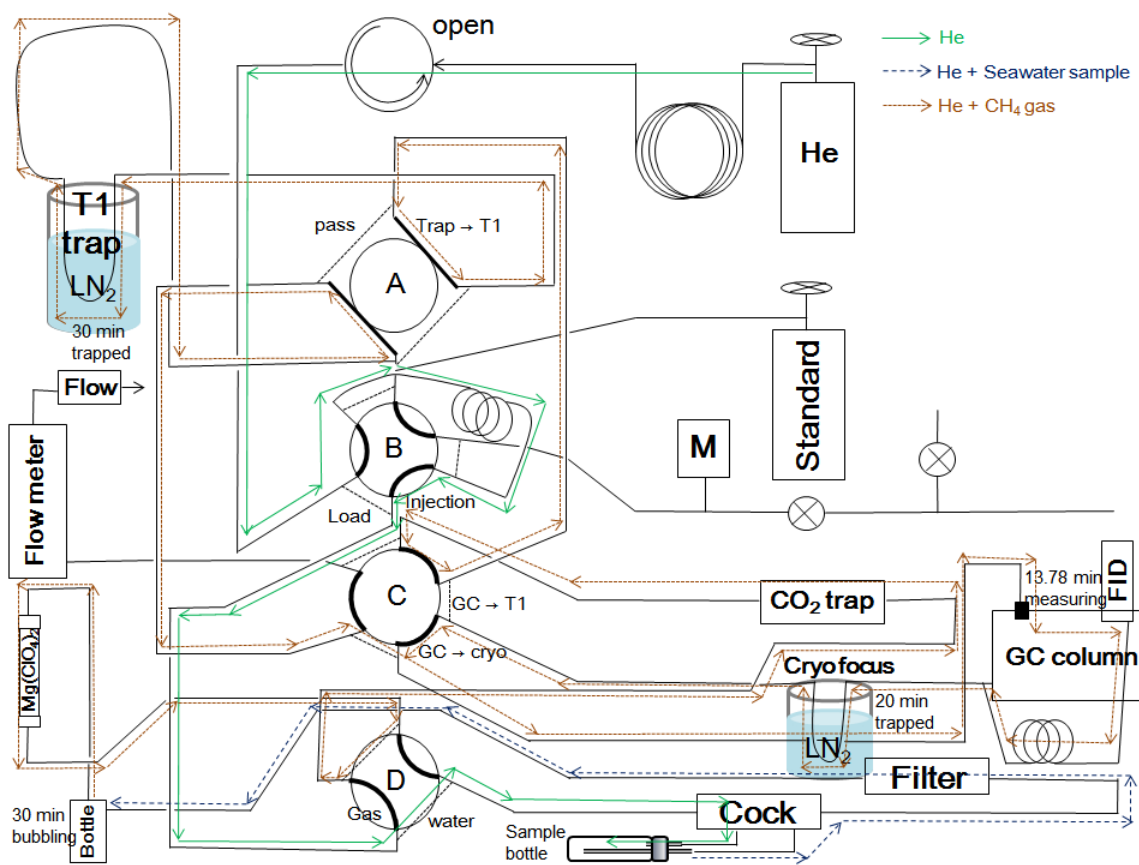 open
He
He + Seawater sample
He + CH₄ gas
He
T1
trap
LN₂
30 min
trapped
pass
Trap → T1
A
Flow
Flow meter
Standard
M
B
Load
Injection
C
GC → T1
GC → cryo
CO₂ trap
13.78 min
measuring
FID
GC column
Cryo focus
20 min
trapped
LN₂
Mg(ClO₄)₂
D
Gas
water
Filter
Cock
30 min
bubbling
Bottle
Sample
bottle